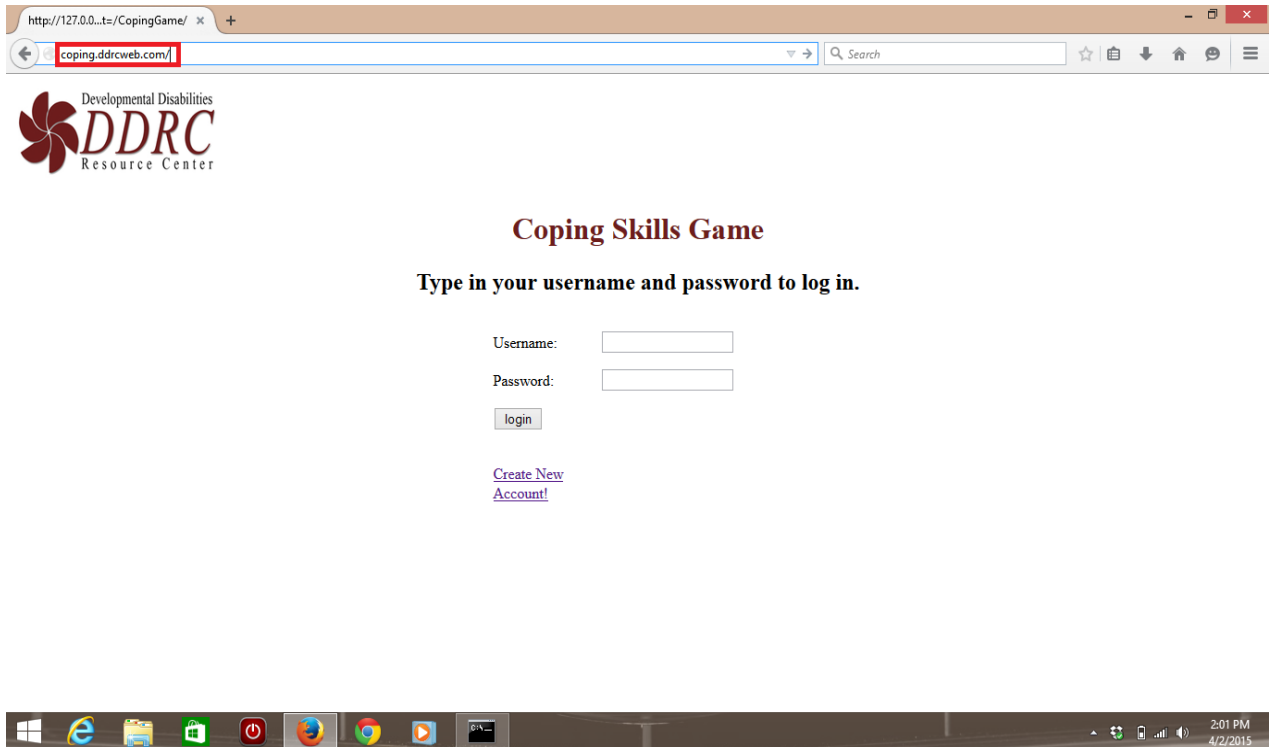 http://127.0.0...t=/CopingGame/
coping.ddrcweb.com/
Search
Developmental Disabilities
DDRC
Resource Center
Coping Skills Game
Type in your username and password to log in.
Username:
Password:
login
Create New
Account!
C:\_
2:01 PM
4/2/2015